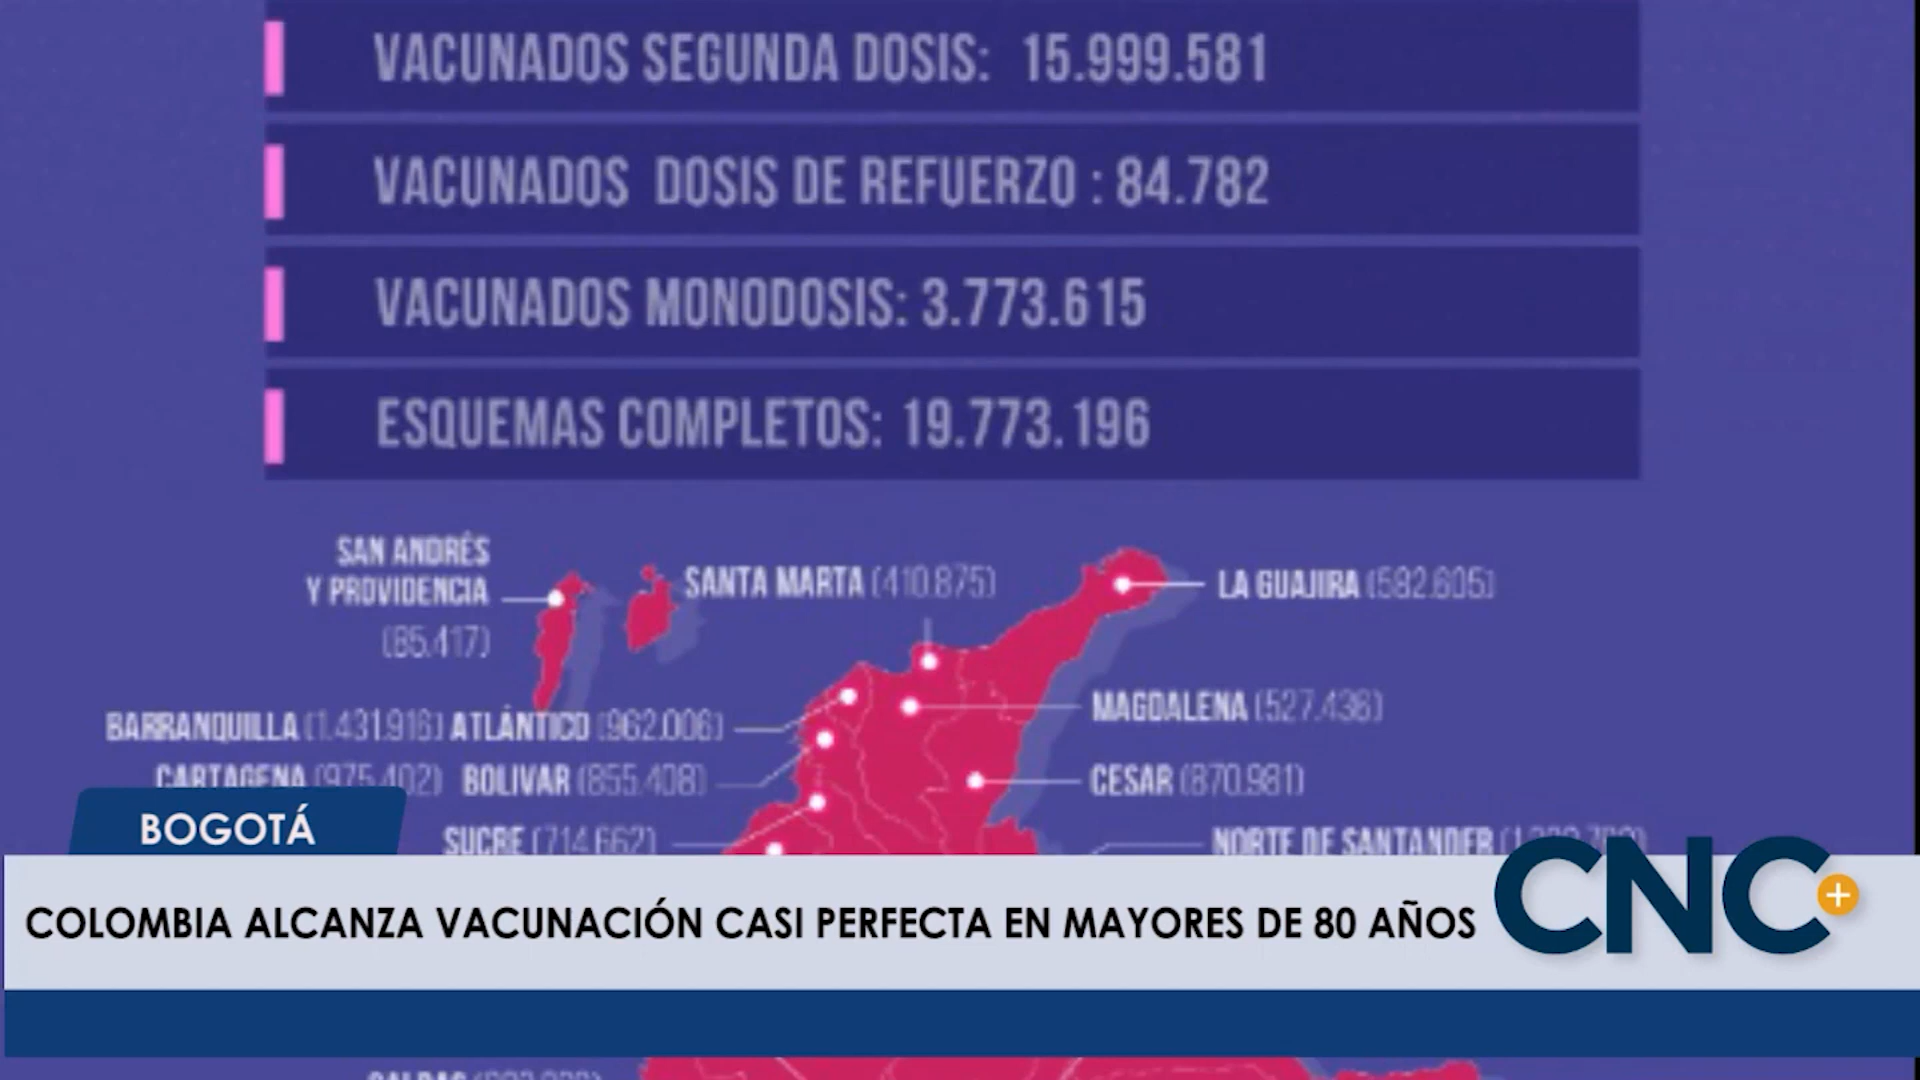 VACUNADOS SEGUNDA DOSIS: 15.999.581
VACUNADOS DOSIS DE REFUERZO : 84.782
VACUNADOS MONODOSIS: 3.773.615
ESQUEMAS COMPLETOS: 19.773.196
SAN ANDRÉS
Y PROVIDENCIA
(85.417)
SANTA MARTA (410.875)
LA GUAJIRA (582.605)
MAGDALENA (527.436)
BARRANQUILLA (1.431.916) ATLÁNTICO (962.006)
CARTAGENA (975.402) BOLIVAR (855.408)
CESAR (870.981)
SUCRE (714.662)
NORTE DE SANTANDER
BOGOTÁ
COLOMBIA ALCANZA VACUNACIÓN CASI PERFECTA EN MAYORES DE 80 AÑOS
CNC+